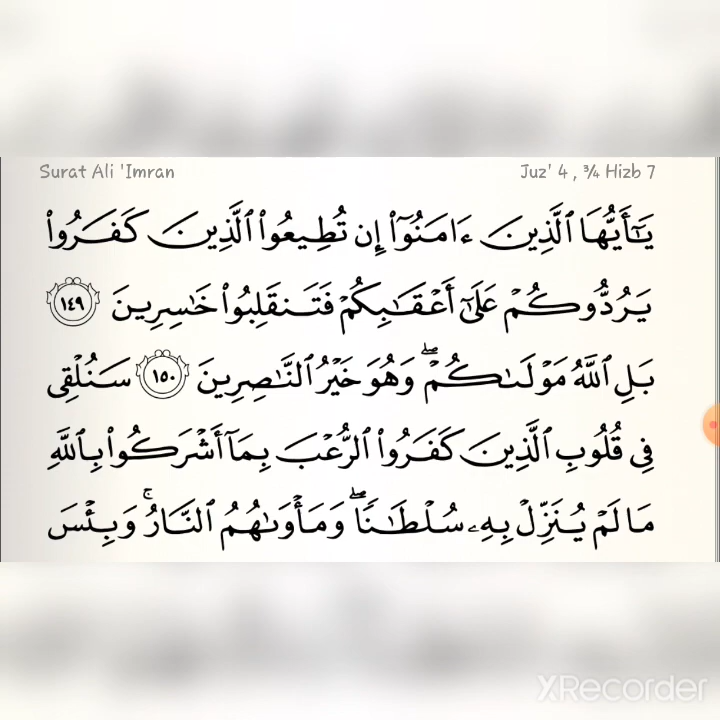 Surat Ali 'Imran
Juz' 4 , ¾ Hizb 7
يَٰٓأَيُّهَا ٱلَّذِينَ ءَامَنُوٓا۟ إِن تُطِيعُوا۟ ٱلَّذِينَ كَفَرُوا۟
يَرُدُّوكُمْ عَلَىٰٓ أَعْقَٰبِكُمْ فَتَنقَلِبُوا۟ خَٰسِرِينَ ١٤٩
بَلِ ٱللَّهُ مَوْلَىٰكُمْ ۖ وَهُوَ خَيْرُ ٱلنَّٰصِرِينَ ١٥٠ سَنُلْقِى
فِى قُلُوبِ ٱلَّذِينَ كَفَرُوا۟ ٱلرُّعْبَ بِمَآ أَشْرَكُوا۟ بِٱللَّهِ
مَا لَمْ يُنَزِّلْ بِهِۦ سُلْطَٰنًا ۖ وَمَأْوَىٰهُمُ ٱلنَّارُ ۚ وَبِئْسَ
XRecorder